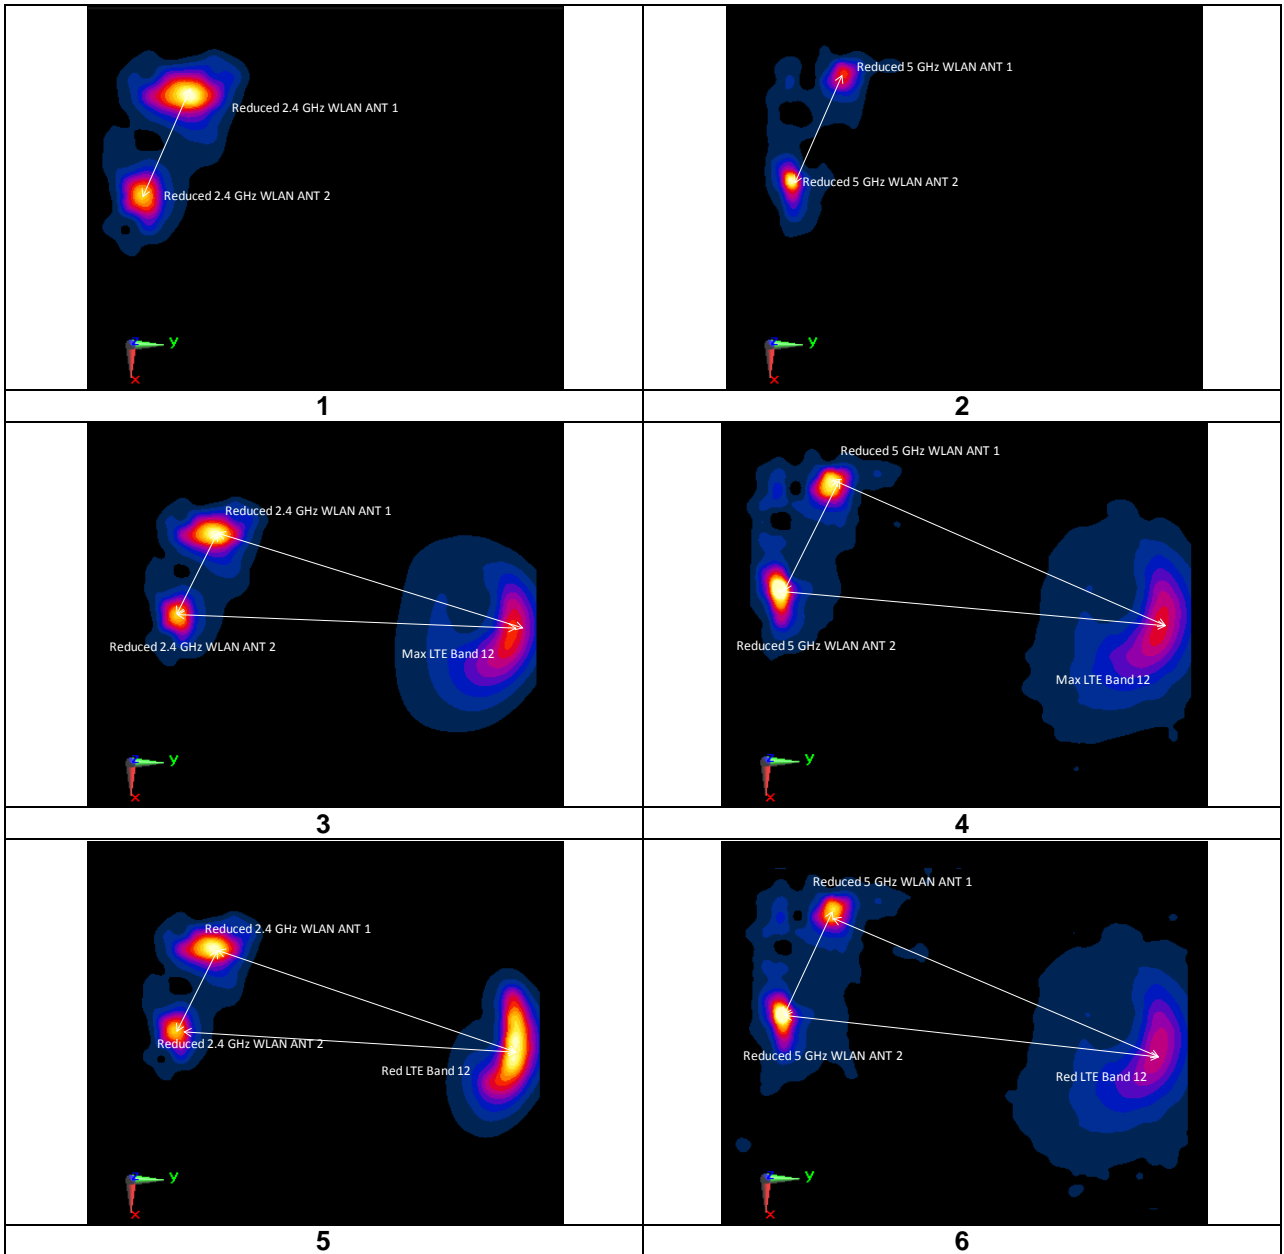 Reduced 2.4 GHz WLAN ANT 1
Reduced 2.4 GHz WLAN ANT 2
z
y
x
1
Reduced 5 GHz WLAN ANT 1
Reduced 5 GHz WLAN ANT 2
z
y
x
2
Reduced 2.4 GHz WLAN ANT 1
Reduced 2.4 GHz WLAN ANT 2
Max LTE Band 12
z
y
x
3
Reduced 5 GHz WLAN ANT 1
Reduced 5 GHz WLAN ANT 2
Max LTE Band 12
z
y
x
4
Reduced 2.4 GHz WLAN ANT 1
Reduced 2.4 GHz WLAN ANT 2
Red LTE Band 12
z
y
x
5
Reduced 5 GHz WLAN ANT 1
Reduced 5 GHz WLAN ANT 2
Red LTE Band 12
z
y
x
6